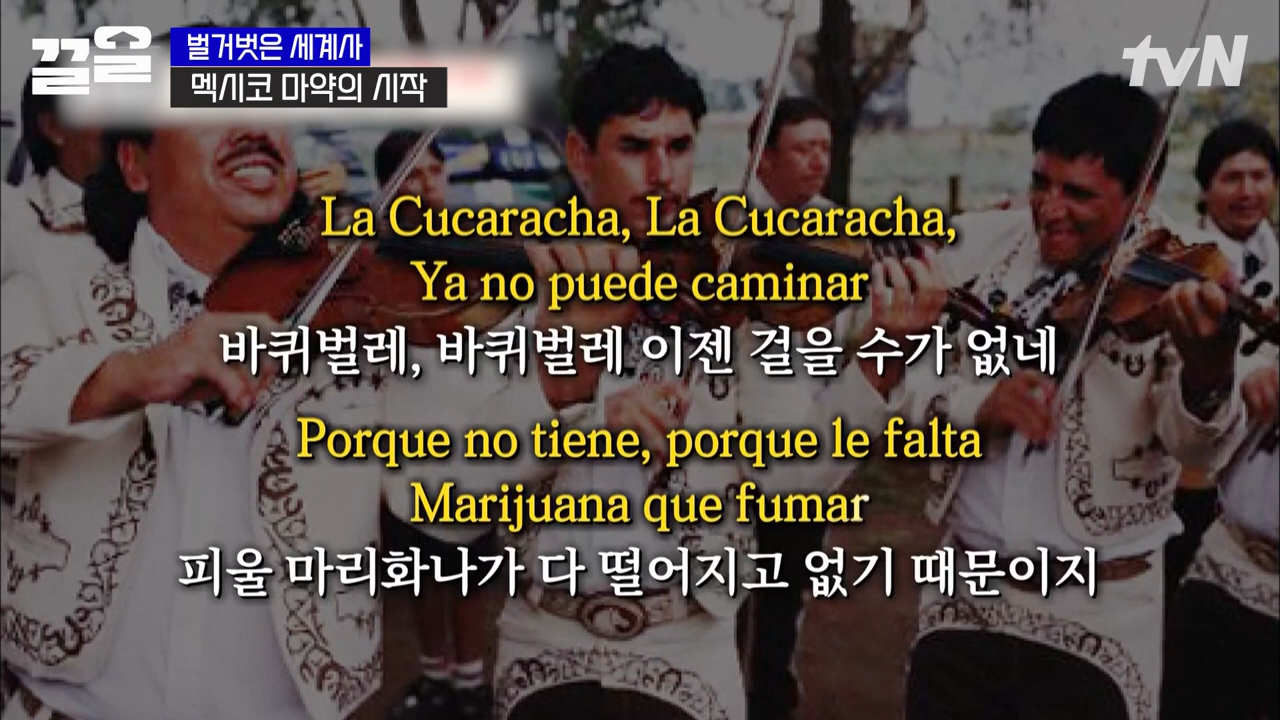 끌올
벌거벗은 세계사
멕시코 마약의 시작
tvN
La Cucaracha, La Cucaracha,
Ya no puede caminar
바퀴벌레, 바퀴벌레 이젠 걸을 수가 없네
Porque no tiene, porque le falta
Marijuana que fumar
피울 마리화나가 다 떨어지고 없기 때문이지